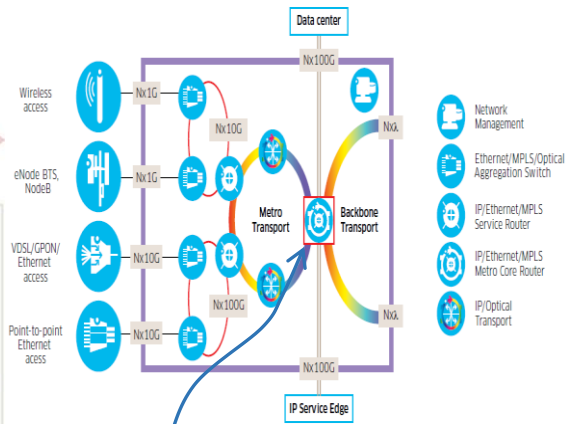 Data center
Nx100G
Wireless
access
Nx1G
Nx10G
Nxλ
eNode BTS,
NodeB
Nx1G
Metro
Transport
Backbone
Transport
VDSL/GPON/
Ethernet
access
Nx10G
Nx100G
Nxλ
Point-to-point
Ethernet
acess
Nx10G
Nx100G
IP Service Edge
Network
Management
Ethernet/MPLS/Optical
Aggregation Switch
IP/Ethernet/MPLS
Service Router
IP/Ethernet/MPLS
Metro Core Router
IP/Optical
Transport